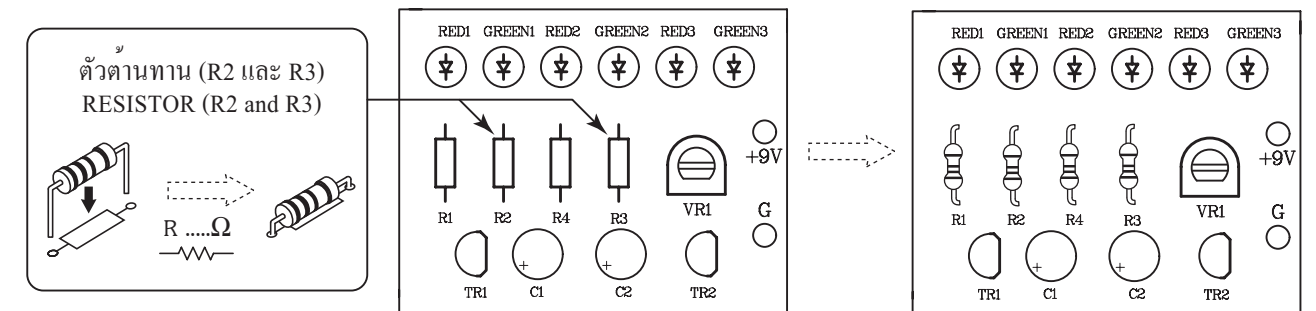 ตัวต้านทาน (R2 และ R3)
RESISTOR (R2 and R3)
R .....Ω
RED1 GREEN1 RED2 GREEN2 RED3 GREEN3
+9V
R1 R2 R4 R3 VR1 G
+ +
TR1 C1 C2 TR2
RED1 GREEN1 RED2 GREEN2 RED3 GREEN3
+9V
R1 R2 R4 R3 VR1 G
+ +
TR1 C1 C2 TR2